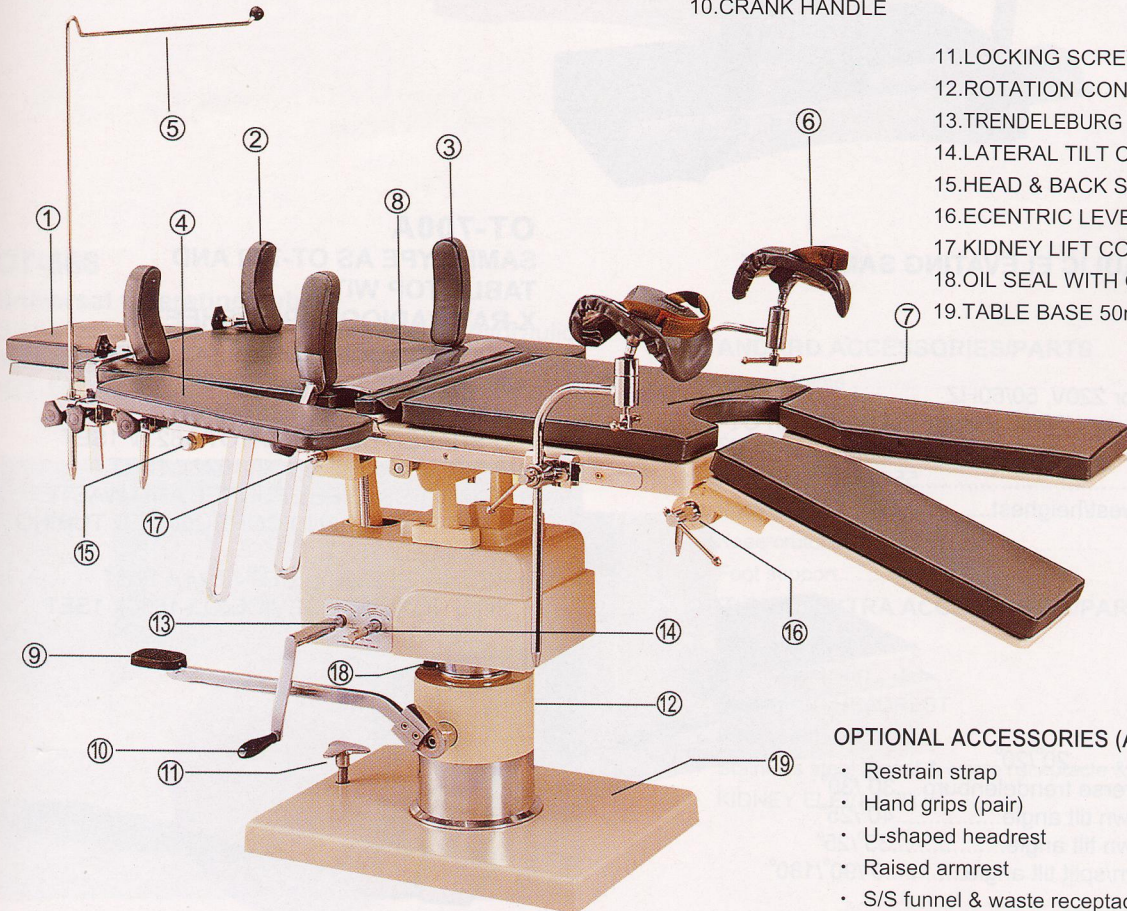 10.CRANK HANDLE
11.LOCKING SCRE
12.ROTATION CON
13.TRENDELEBURG
14.LATERAL TILT C
15.HEAD & BACK S
16.ECENTRIC LEVE
17.KIDNEY LIFT CO
18.OIL SEAL WITH
19.TABLE BASE 50
⑤
⑥
②
③
①
④
⑧
⑦
⑮
⑰
⑯
⑬
⑭
⑨
⑱
⑫
⑩
⑪
⑲
OPTIONAL ACCESSORIES (A
· Restrain strap
· Hand grips (pair)
· U-shaped headrest
· Raised armrest
· S/S funnel & waste receptac